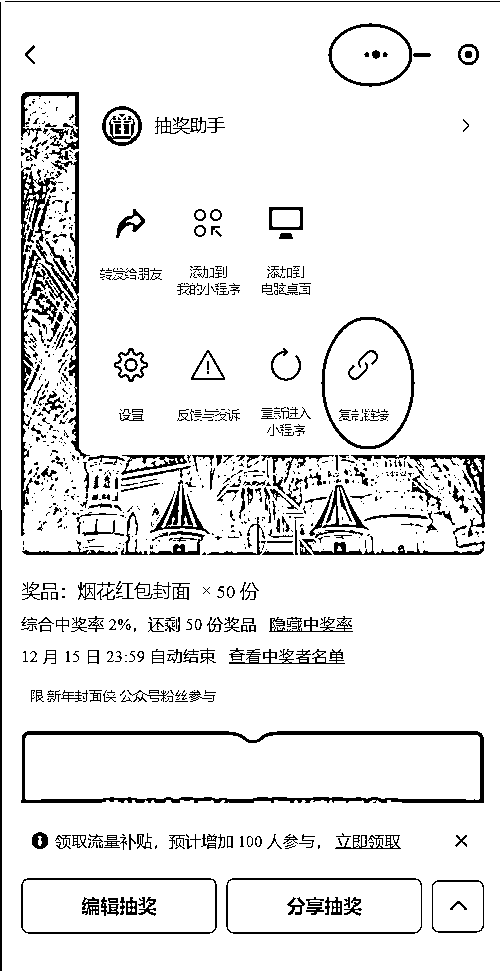 抽奖助手
转发给朋友
添加到
我的小程序
添加到
电脑桌面
设置
反馈与投诉
重新进入
小程序
复制链接
奖品：烟花红包封面 × 50 份
综合中奖率 2%，还剩 50 份奖品 隐藏中奖率
12 月 15 日 23:59 自动结束 查看中奖者名单
限 新年封面侠 公众号粉丝参与
领取流量补贴，预计增加 100 人参与， 立即领取
编辑抽奖
分享抽奖